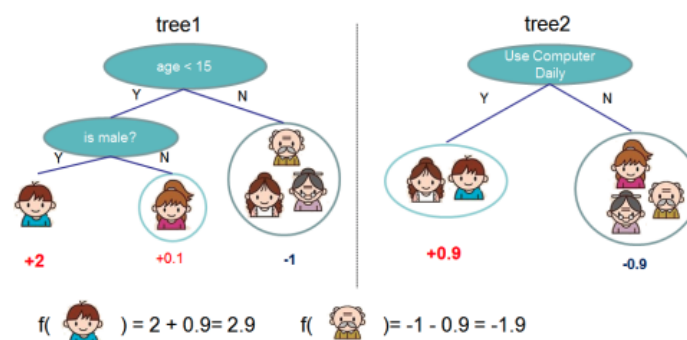 tree1
age < 15
Y
N
is male?
Y
N
+2
+0.1
-1
tree2
Use Computer
Daily
Y
N
+0.9
-0.9
f( ) = 2 + 0.9= 2.9
f( )= -1 - 0.9 = -1.9